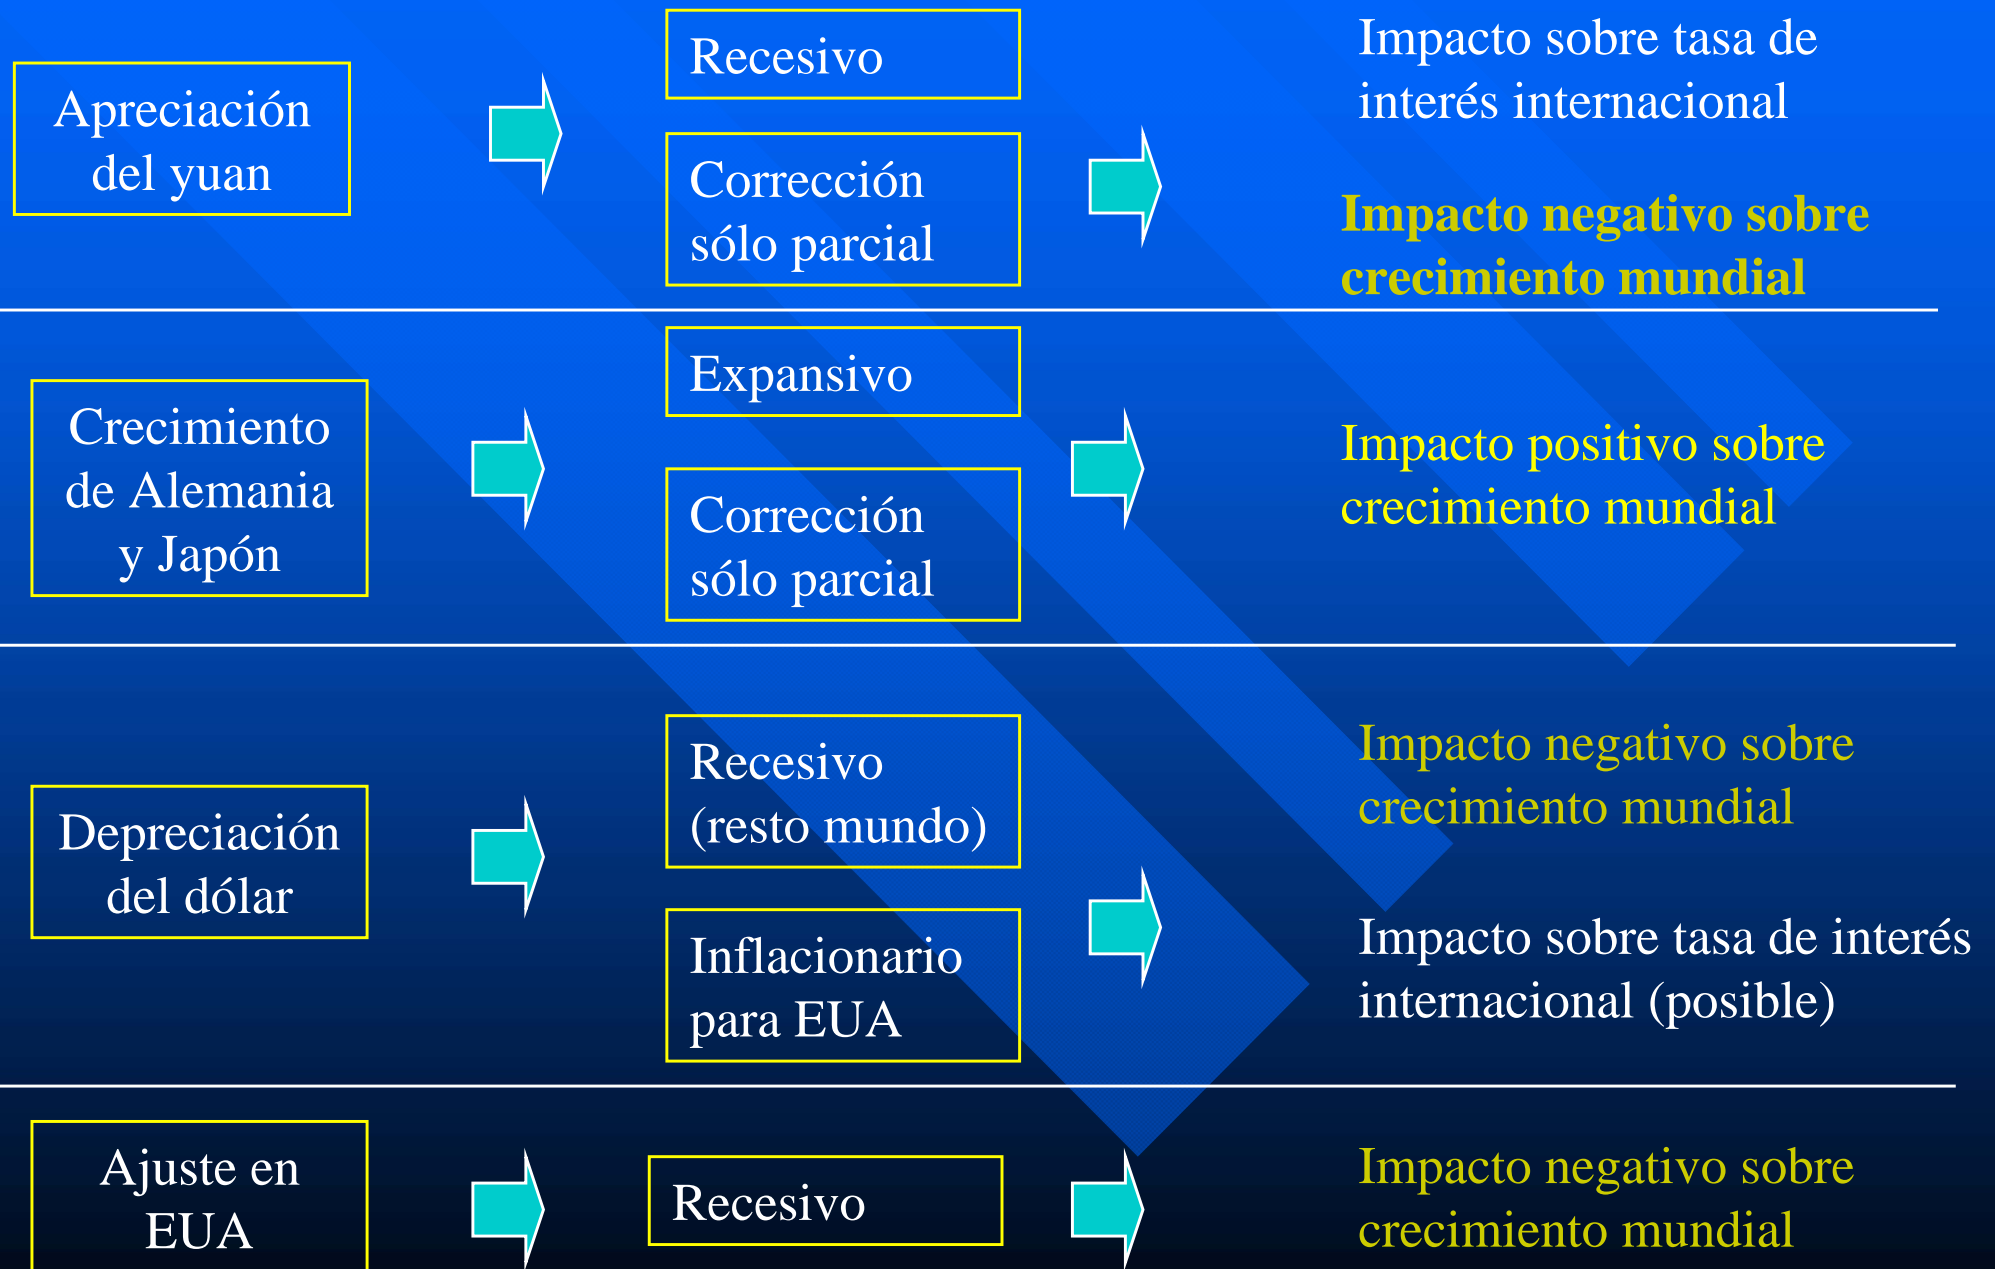 Apreciación
del yuan
Recesivo
Corrección
sólo parcial
Impacto sobre tasa de
interés internacional
Impacto negativo sobre
crecimiento mundial
Crecimiento
de Alemania
y Japón
Expansivo
Corrección
sólo parcial
Impacto positivo sobre
crecimiento mundial
Depreciación
del dólar
Recesivo
(resto mundo)
Inflacionario
para EUA
Impacto negativo sobre
crecimiento mundial
Impacto sobre tasa de interés
internacional (posible)
Ajuste en
EUA
Recesivo
Impacto negativo sobre
crecimiento mundial